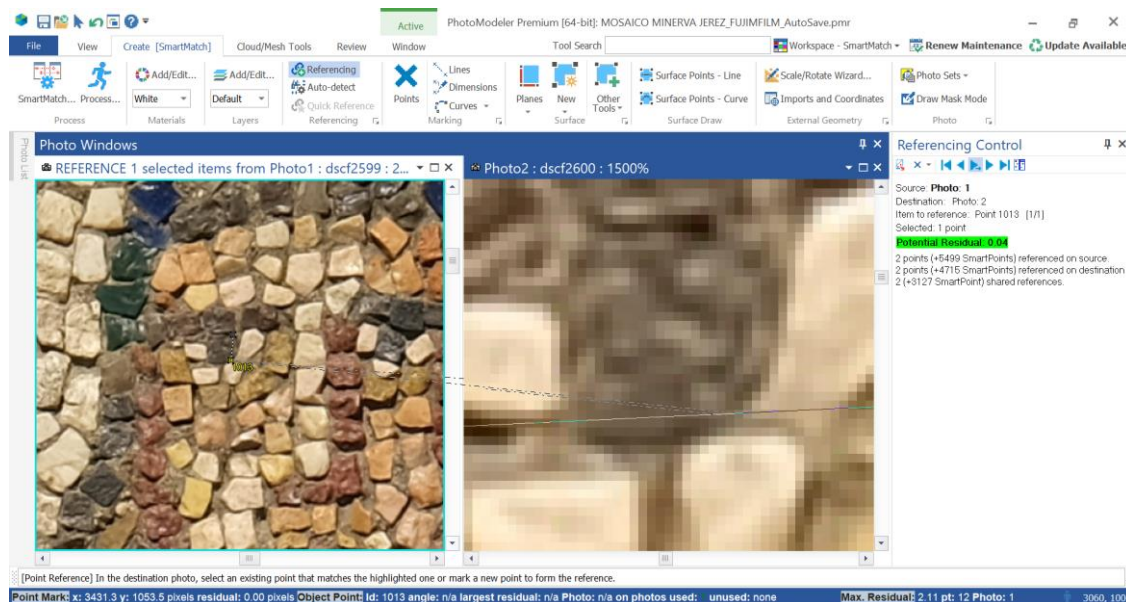 Active
PhotoModeler Premium [64-bit]: MOSAICO MINERVA JEREZ_FUJIMFILM_AutoSave.pmr
File View Create [SmartMatch] Cloud/Mesh Tools Review Window Tool Search Workspace - SmartMatch Renew Maintenance Update Available
SmartMatch... Process...
Process
Add/Edit...
White
Materials
Add/Edit...
Default
Layers
Referencing
Auto-detect
Quick Reference
Referencing
Points
Lines
Dimensions
Curves
Marking
Planes New Other Tools
Surface
Surface Points - Line
Surface Points - Curve
Surface Draw
Scale/Rotate Wizard...
Imports and Coordinates
External Geometry
Photo Sets
Draw Mask Mode
Photo
Photo List
Photo Windows
REFERENCE 1 selected items from Photo1 : dscf2599 : 2...
1013
Photo2 : dscf2600 : 1500%
Referencing Control
Source: Photo: 1
Destination: Photo: 2
Item to reference: Point 1013 [1/1]
Selected: 1 point
Potential Residual: 0.04
2 points (+5499 SmartPoints) referenced on source.
2 points (+4715 SmartPoints) referenced on destination
2 (+3127 SmartPoint) shared references.
[Point Reference] In the destination photo, select an existing point that matches the highlighted one or mark a new point to form the reference.
Point Mark: x: 3431.3 y: 1053.5 pixels residual: 0.00 pixels Object Point: Id: 1013 angle: n/a largest residual: n/a Photo: n/a on photos used: unused: none Max. Residual: 2.11 pt: 12 Photo: 1 3060, 100